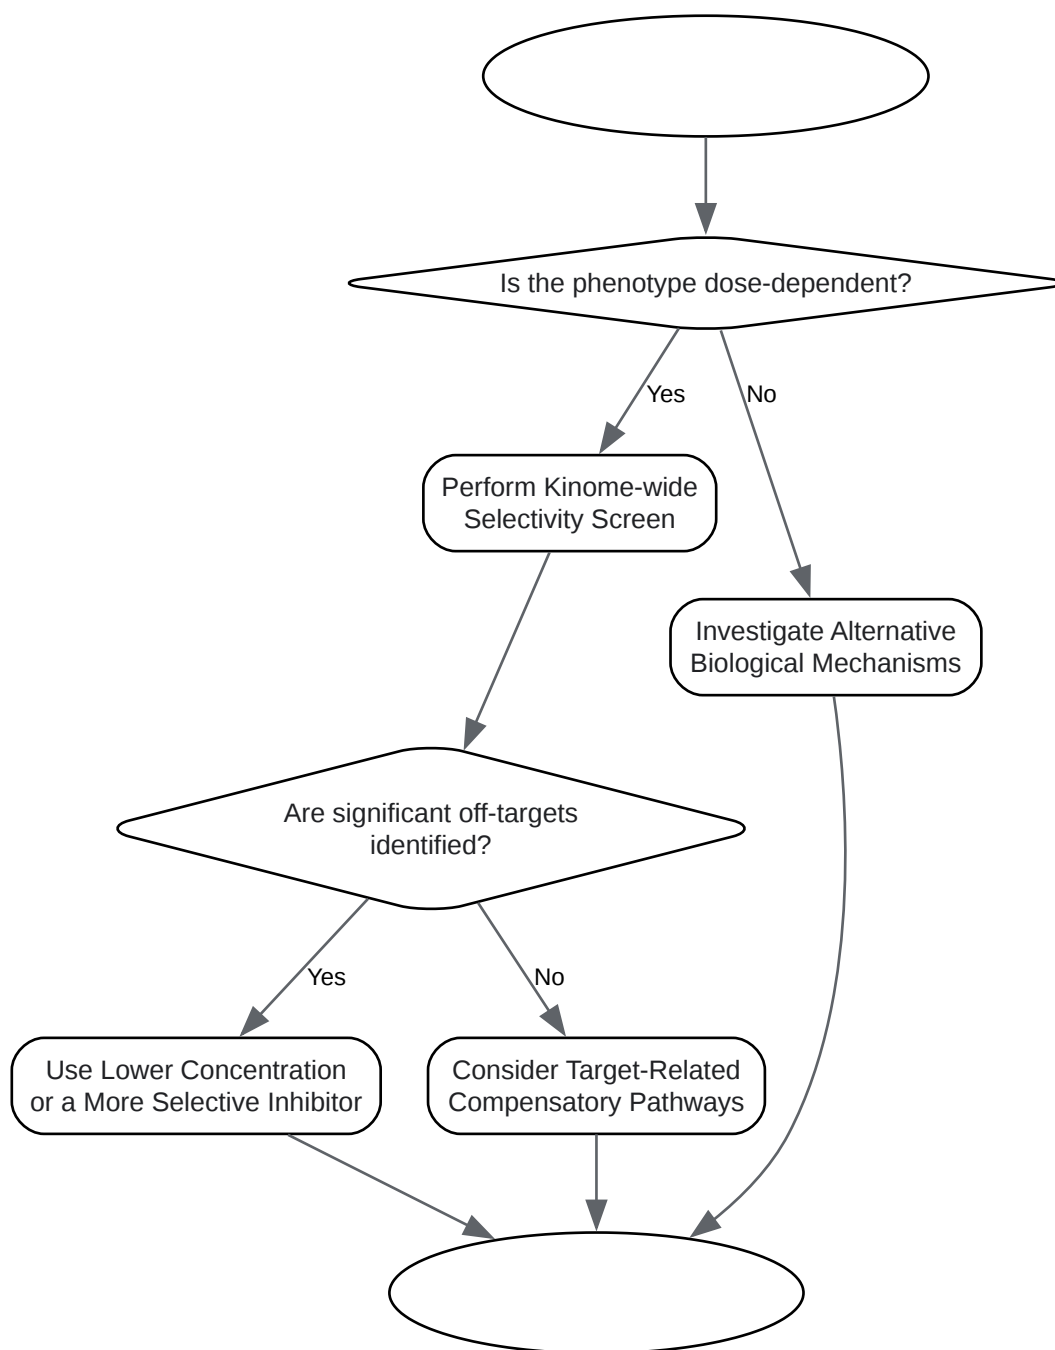 Is the phenotype dose-dependent?
Yes
No
Perform Kinome-wide
Selectivity Screen
Investigate Alternative
Biological Mechanisms
Are significant off-targets
identified?
Yes
No
Use Lower Concentration
or a More Selective Inhibitor
Consider Target-Related
Compensatory Pathways